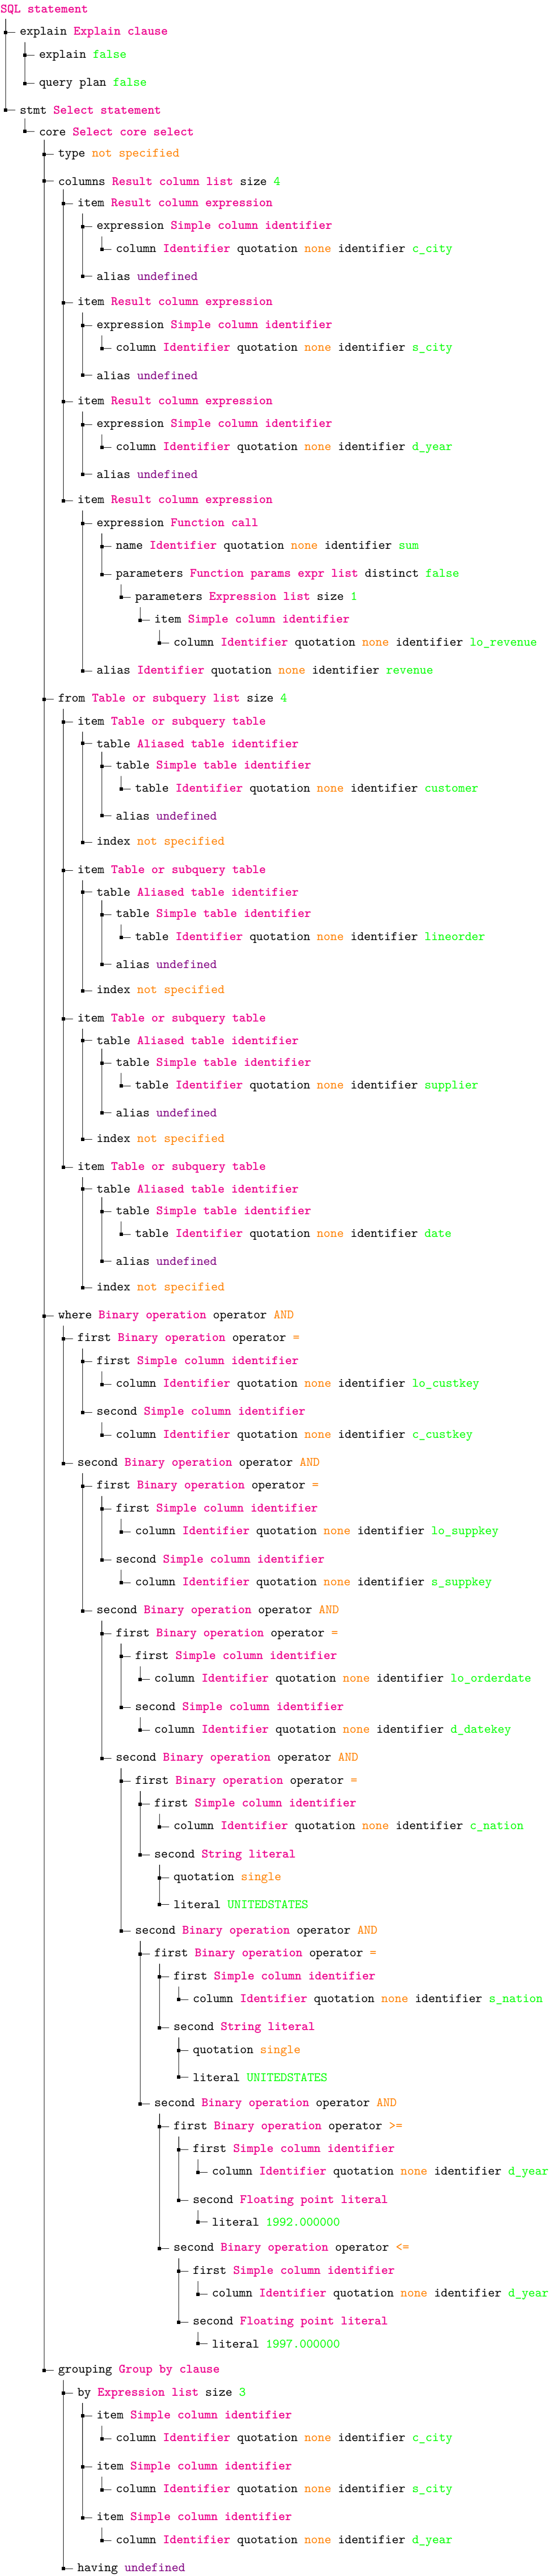 SQL statement
explain Explain clause
explain false
query plan false
stmt Select statement
core Select core select
type not specified
columns Result column list size 4
item Result column expression
expression Simple column identifier
column Identifier quotation none identifier c_city
alias undefined
item Result column expression
expression Simple column identifier
column Identifier quotation none identifier s_city
alias undefined
item Result column expression
expression Simple column identifier
column Identifier quotation none identifier d_year
alias undefined
item Result column expression
expression Function call
name Identifier quotation none identifier sum
parameters Function params expr list distinct false
parameters Expression list size 1
item Simple column identifier
column Identifier quotation none identifier lo_revenue
alias Identifier quotation none identifier revenue
from Table or subquery list size 4
item Table or subquery table
table Aliased table identifier
table Simple table identifier
table Identifier quotation none identifier customer
alias undefined
index not specified
item Table or subquery table
table Aliased table identifier
table Simple table identifier
table Identifier quotation none identifier lineorder
alias undefined
index not specified
item Table or subquery table
table Aliased table identifier
table Simple table identifier
table Identifier quotation none identifier supplier
alias undefined
index not specified
item Table or subquery table
table Aliased table identifier
table Simple table identifier
table Identifier quotation none identifier date
alias undefined
index not specified
where Binary operation operator AND
first Binary operation operator =
first Simple column identifier
column Identifier quotation none identifier lo_custkey
second Simple column identifier
column Identifier quotation none identifier c_custkey
second Binary operation operator AND
first Binary operation operator =
first Simple column identifier
column Identifier quotation none identifier lo_suppkey
second Simple column identifier
column Identifier quotation none identifier s_suppkey
second Binary operation operator AND
first Binary operation operator =
first Simple column identifier
column Identifier quotation none identifier lo_orderdate
second Simple column identifier
column Identifier quotation none identifier d_datekey
second Binary operation operator AND
first Binary operation operator =
first Simple column identifier
column Identifier quotation none identifier c_nation
second String literal
quotation single
literal UNITEDSTATES
second Binary operation operator AND
first Binary operation operator =
first Simple column identifier
column Identifier quotation none identifier s_nation
second String literal
quotation single
literal UNITEDSTATES
second Binary operation operator AND
first Binary operation operator >=
first Simple column identifier
column Identifier quotation none identifier d_year
second Floating point literal
literal 1992.000000
second Binary operation operator <=
first Simple column identifier
column Identifier quotation none identifier d_year
second Floating point literal
literal 1997.000000
grouping Group by clause
by Expression list size 3
item Simple column identifier
column Identifier quotation none identifier c_city
item Simple column identifier
column Identifier quotation none identifier s_city
item Simple column identifier
column Identifier quotation none identifier d_year
having undefined